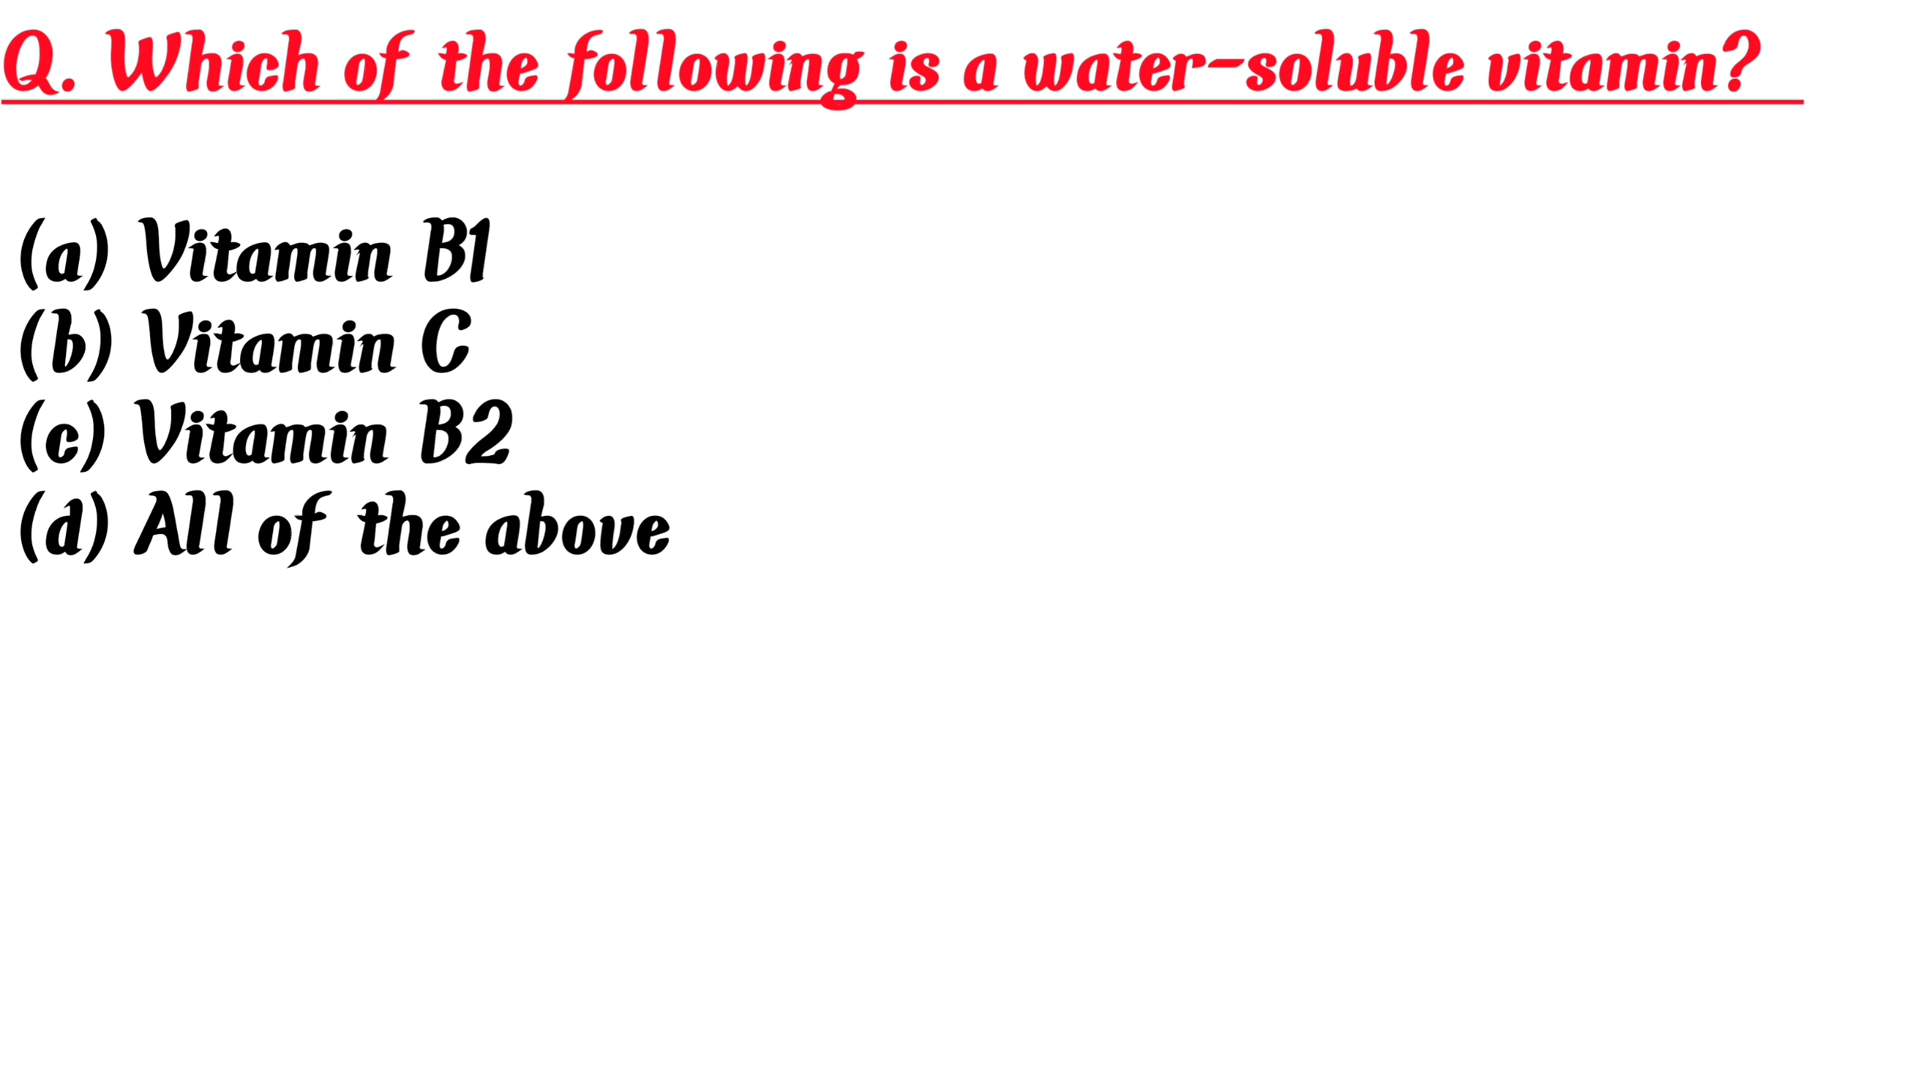 Q. Which of the following is a water-soluble vitamin?
(a) Vitamin B1
(b) Vitamin C
(c) Vitamin B2
(d) All of the above